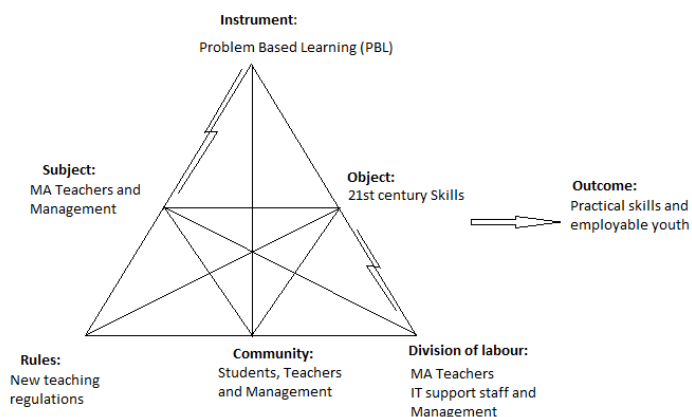 Instrument:
Problem Based Learning (PBL)
Subject:
MA Teachers and
Management
Object:
21st century Skills
Outcome:
Practical skills and
employable youth
Rules:
New teaching
regulations
Community:
Students, Teachers
and Management
Division of labour:
MA Teachers
IT support staff and
Management